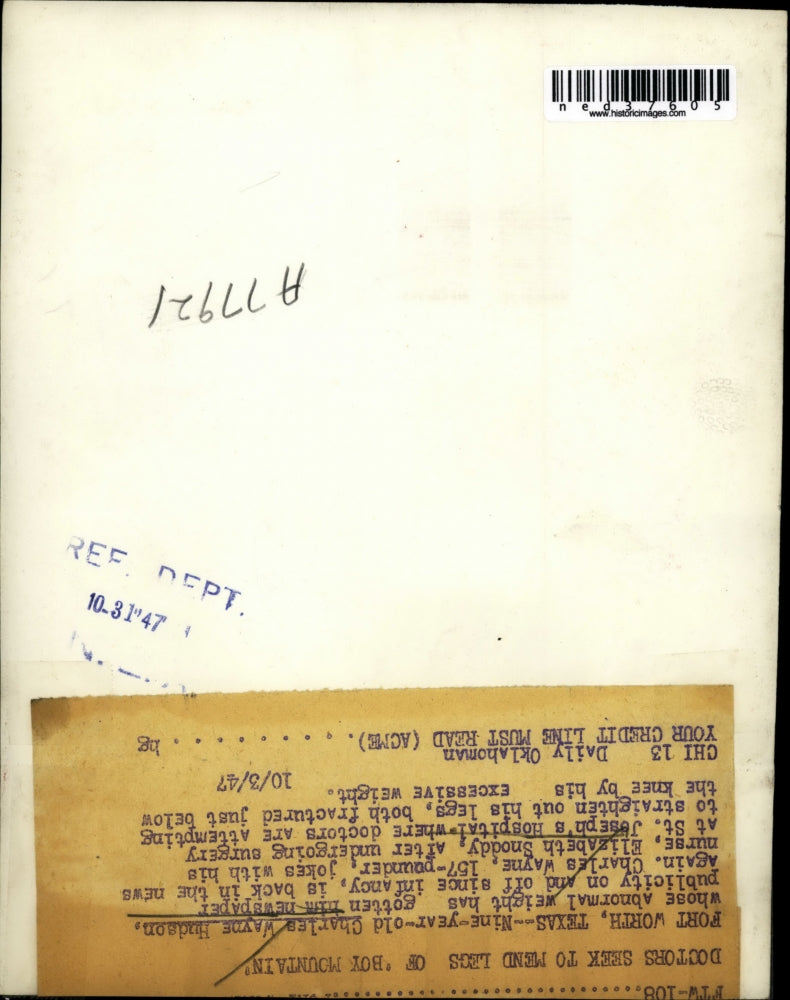 ned37605
www.historicimages.com
A77921
REF. DEPT.
10-31'47
FTW-108
DOCTORS SEEK TO MEND LEGS OF 'BOY MOUNTAIN'
FORT WORTH, TEXAS--Nine-year-old Charles Wayne Hudson,
whose abnormal weight has gotten him newspaper
publicity on and off since infancy, is back in the news
again. Charles Wayne, 157-pounder, jokes with his
nurse, Elizabeth Snoddy, after undergoing surgery
at St. Joseph's Hospital where doctors are attempting
to straighten out his legs, both fractured just below
the knee by his excessive weight.
10/3/47
CHI 13 Daily Oklahoman
YOUR CREDIT LINE MUST READ (ACME). . . . . . . . . . hg